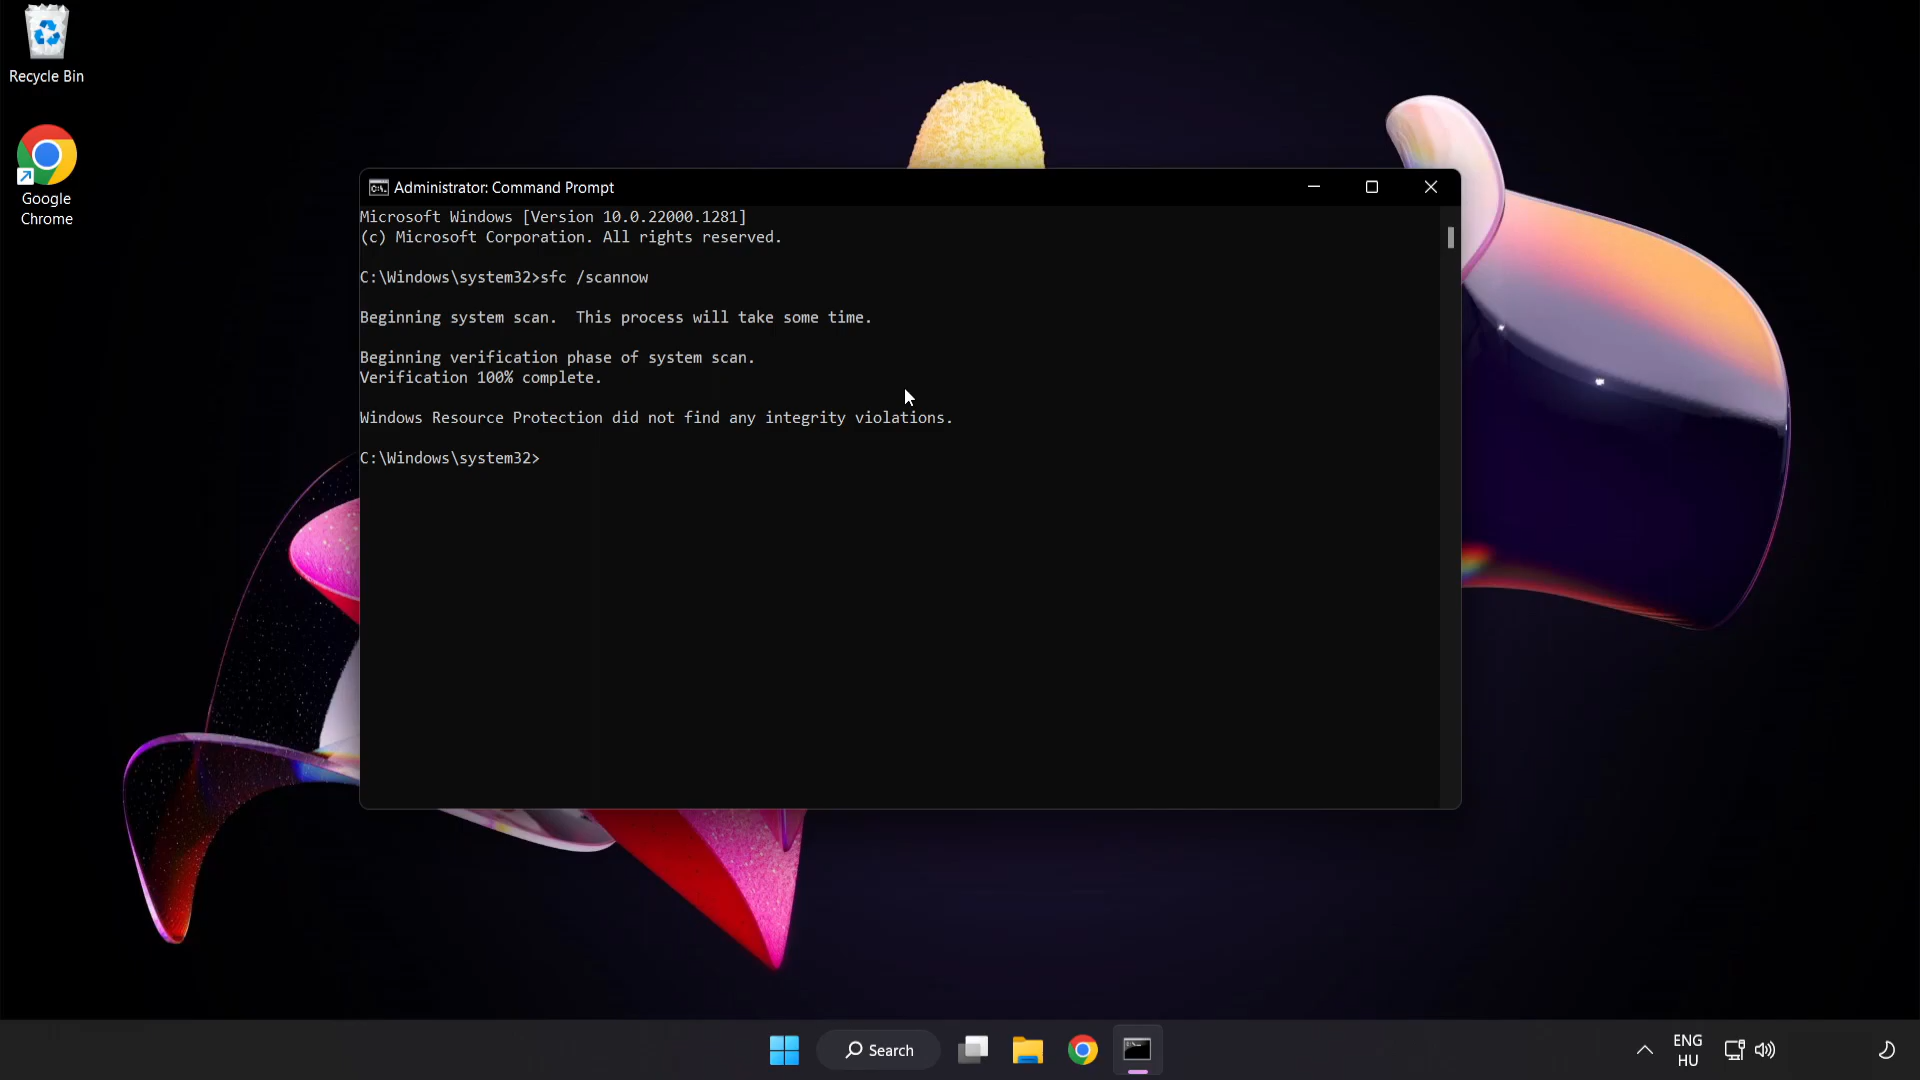 Recycle Bin
Google
Chrome
Administrator: Command Prompt
Microsoft Windows [Version 10.0.22000.1281]
(c) Microsoft Corporation. All rights reserved.
C:\Windows\system32>sfc /scannow
Beginning system scan.  This process will take some time.
Beginning verification phase of system scan.
Verification 100% complete.
Windows Resource Protection did not find any integrity violations.
C:\Windows\system32>
Search
ENG
HU